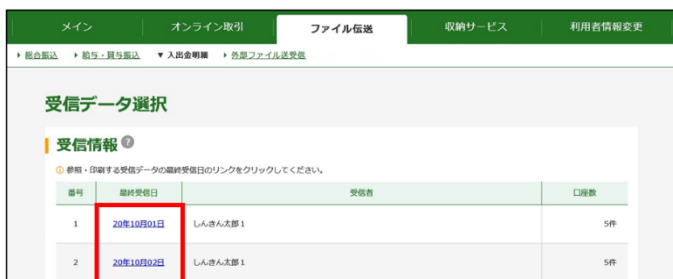 メイン オンライン取引 ファイル伝送 収納サービス 利用者情報変更
総合振込 給与・賞与振込 ▼ 入出金明細 外部ファイル送受信
受信データ選択
受信情報 ?
参照・印刷する受信データの最終受信日のリンクをクリックしてください。
番号 最終受信日 受信者 口座数
1 20年10月01日 しんきん太郎1 5件
2 20年10月02日 しんきん太郎1 5件